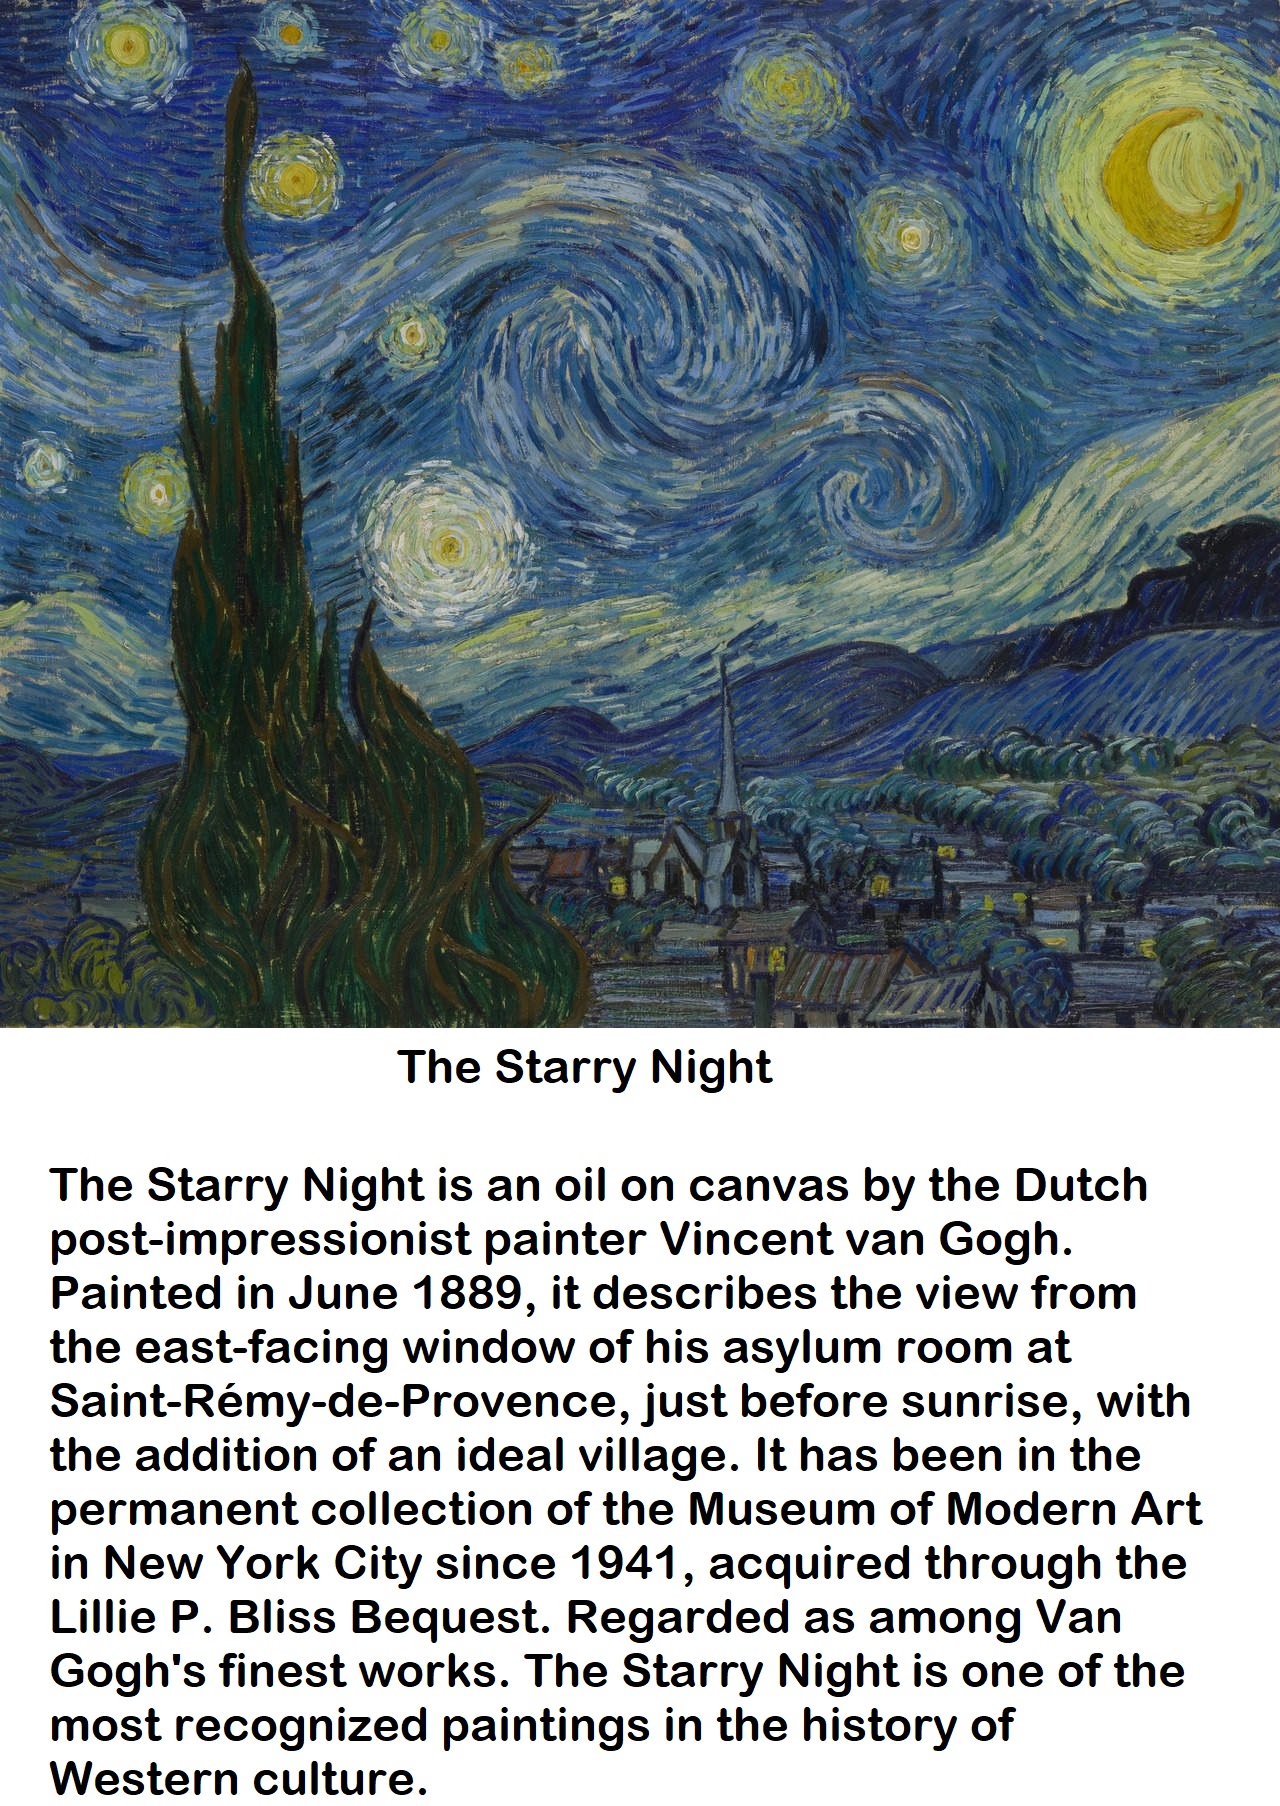 The Starry Night
The Starry Night is an oil on canvas by the Dutch
post-impressionist painter Vincent van Gogh.
Painted in June 1889, it describes the view from
the east-facing window of his asylum room at
Saint-Rémy-de-Provence, just before sunrise, with
the addition of an ideal village. It has been in the
permanent collection of the Museum of Modern Art
in New York City since 1941, acquired through the
Lillie P. Bliss Bequest. Regarded as among Van
Gogh's finest works. The Starry Night is one of the
most recognized paintings in the history of
Western culture.